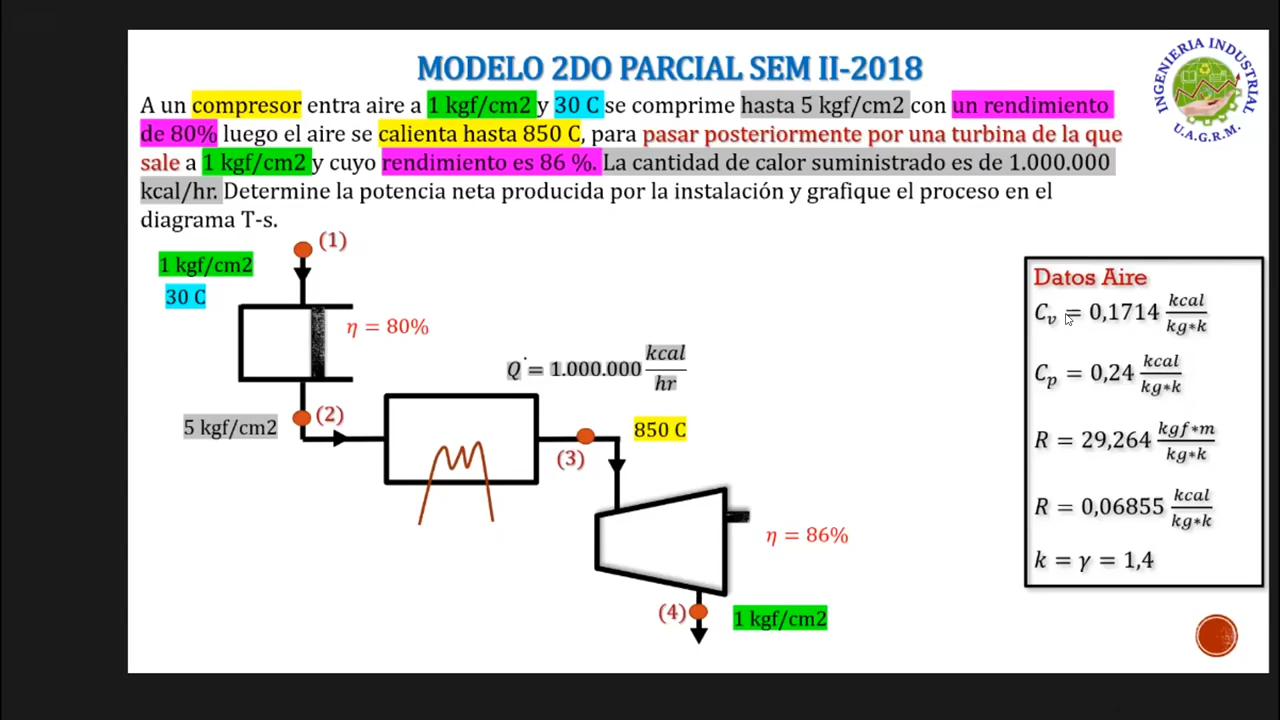 MODELO 2DO PARCIAL SEM II-2018
A un compresor entra aire a 1 kgf/cm2 y 30 C se comprime hasta 5 kgf/cm2 con un rendimiento
de 80% luego el aire se calienta hasta 850 C, para pasar posteriormente por una turbina de la que
sale a 1 kgf/cm2 y cuyo rendimiento es 86 %. La cantidad de calor suministrado es de 1.000.000
kcal/hr. Determine la potencia neta producida por la instalación y grafique el proceso en el
diagrama T-s.
INGENIERIA INDUSTRIAL
U.A.G.R.M.
(1)
1 kgf/cm2
30 C
η = 80%
Q̇ = 1.000.000 kcal/hr
(2)
5 kgf/cm2
850 C
(3)
η = 86%
(4)
1 kgf/cm2
Datos Aire
Cv = 0,1714 kcal/kg∗k
Cp = 0,24 kcal/kg∗k
R = 29,264 kgf∗m/kg∗k
R = 0,06855 kcal/kg∗k
k = γ = 1,4